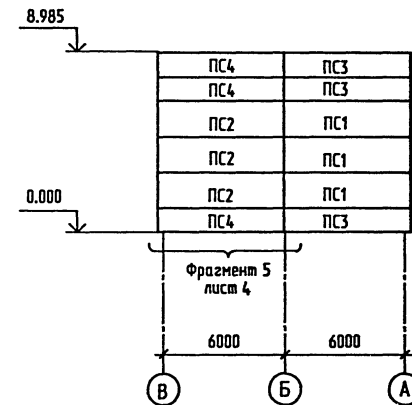 8.985
ПС4 ПС3
ПС4 ПС3
ПС2 ПС1
ПС2 ПС1
0.000
ПС2 ПС1
ПС4 ПС3
Фрагмент 5
лист 4
6000 6000
В Б А